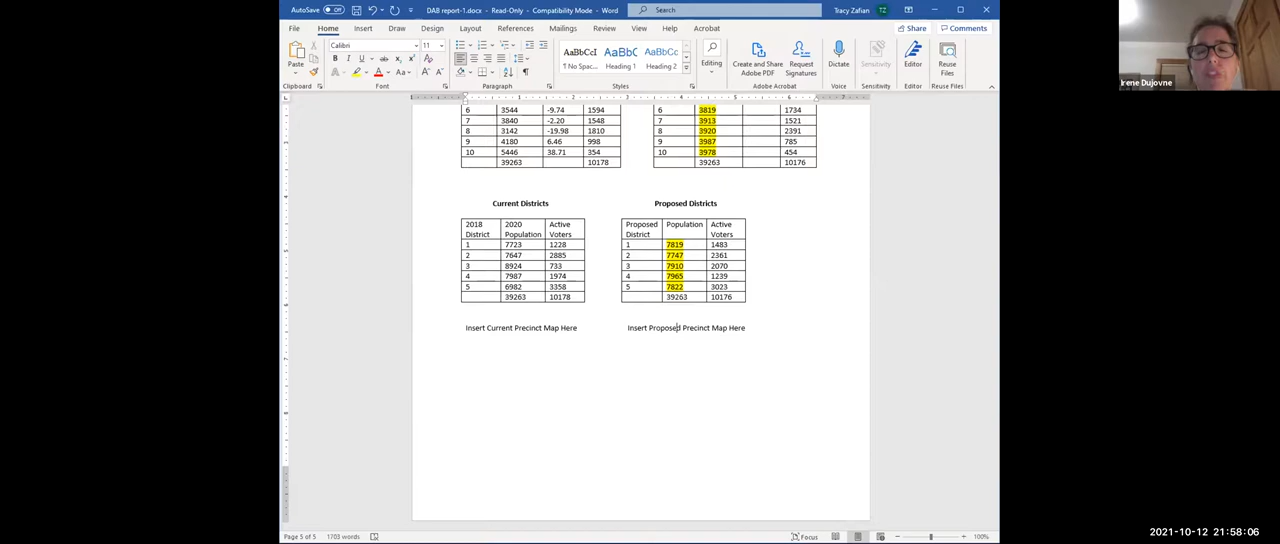 AutoSave Off DAB report-1.docx - Read-Only - Compatibility Mode - Word Search Tracy Zafian TZ
File Home Insert Draw Design Layout References Mailings Review View Help Acrobat Share Comments
Calibri 11
Paste B I U ab x₂ x² A Aa A A
AaBbCcI AaBbC AaBbCc
¶ No Spac... Heading 1 Heading 2
Editing Create and Share Adobe PDF Request Signatures Dictate Sensitivity Editor Reuse Files
Clipboard Font Paragraph Styles Adobe Acrobat Voice Sensitivity Editor Reuse Files
Irene Dujovne
6 3544 -9.74 1594 6 3819 1734
7 3840 -2.20 1548 7 3913 1521
8 3142 -19.98 1810 8 3920 2391
9 4180 6.46 998 9 3987 785
10 5446 38.71 354 10 3978 454
39263 10178 39263 10176
Current Districts Proposed Districts
2018 2020 Active Proposed Population Active
District Population Voters District Voters
1 7723 1228 1 7819 1483
2 7647 2885 2 7747 2361
3 8924 733 3 7910 2070
4 7987 1974 4 7965 1239
5 6982 3358 5 7822 3023
39263 10178 39263 10176
Insert Current Precinct Map Here Insert Proposed Precinct Map Here
Page 5 of 5 1703 words Focus 100%
2021-10-12 21:58:06